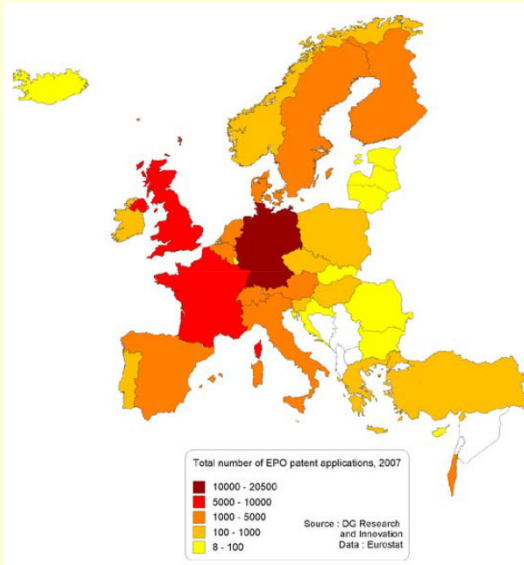 Total number of EPO patent applications, 2007
10000 - 20500
5000 - 10000
1000 - 5000
100 - 1000
8 - 100
Source : DG Research
and Innovation
Data : Eurostat